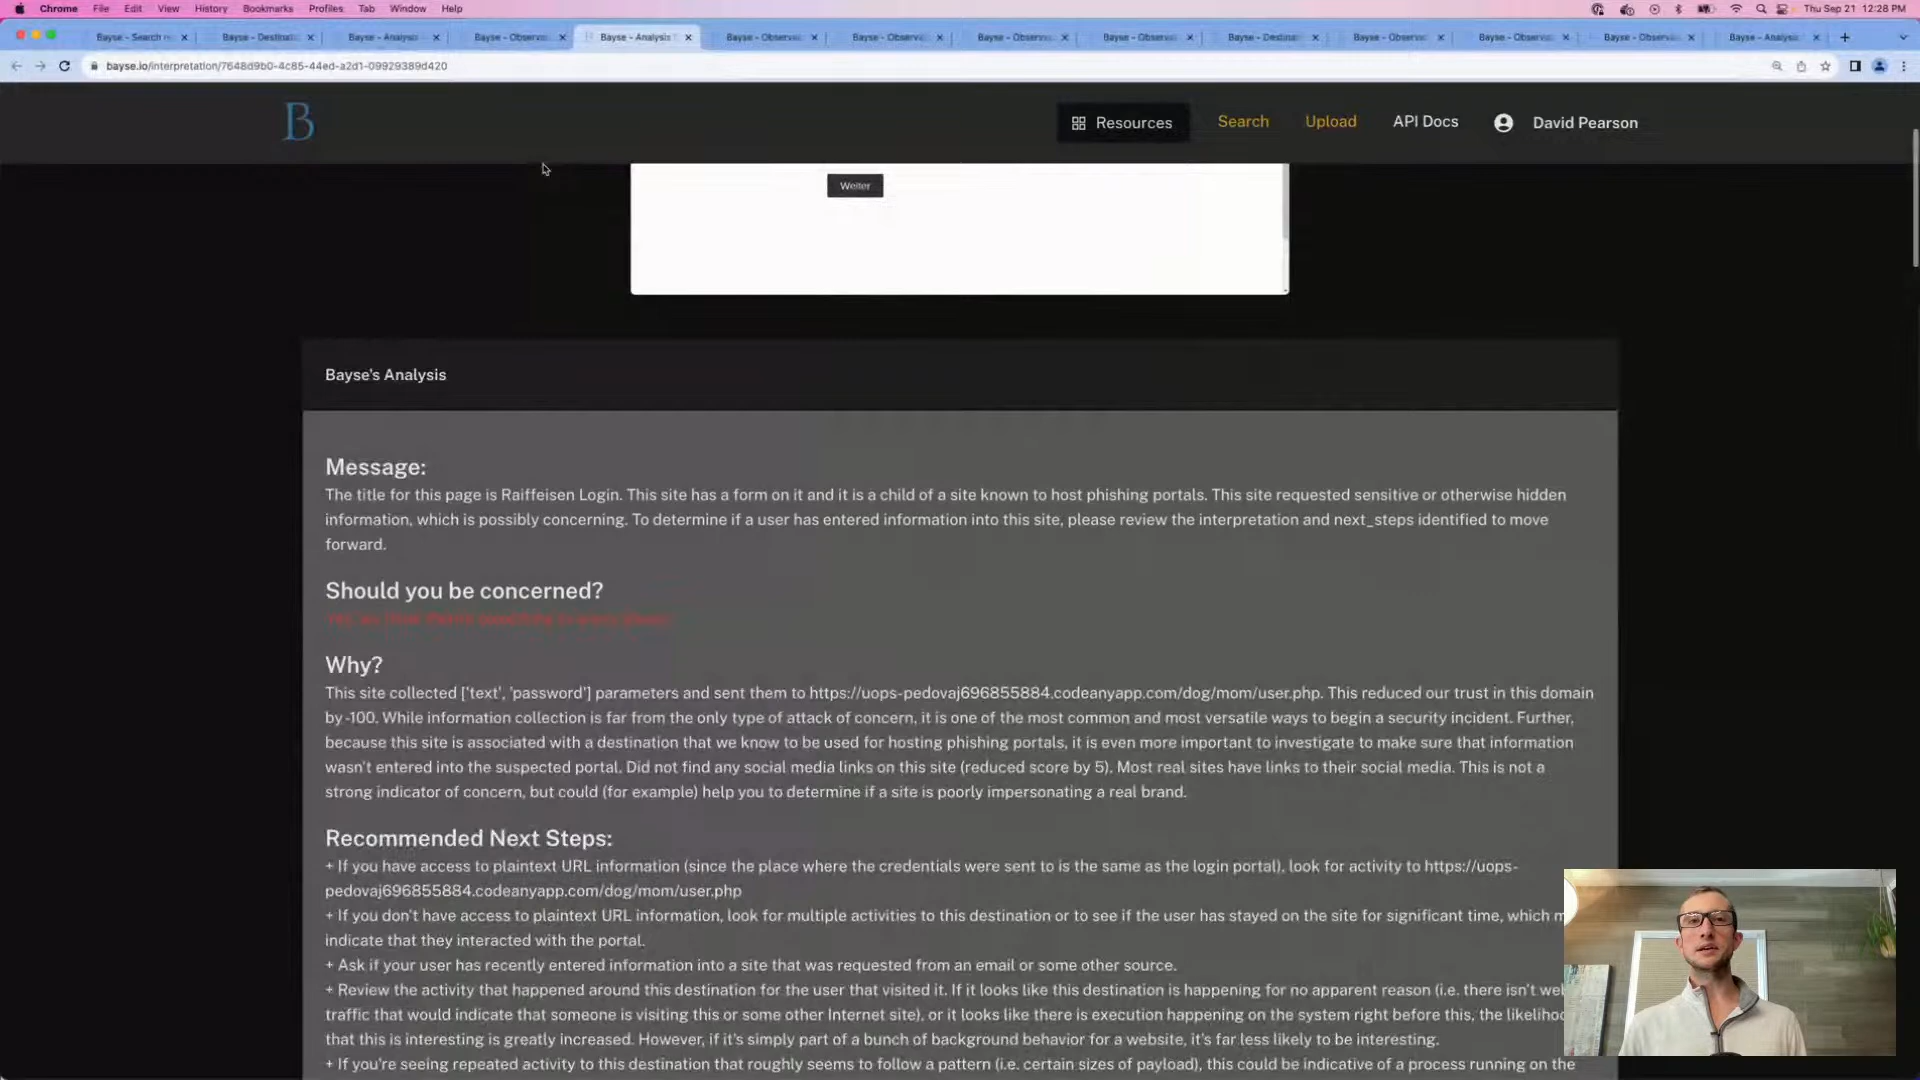 Chrome File Edit View History Bookmarks Profiles Tab Window Help Thu Sep 21 12:28 PM
Bayse - Search Bayse - Bayse - Analysis Bayse - Bayse - Analysis Bayse - Bayse - Bayse - Bayse - Bayse - Bayse - Bayse - Bayse - Bayse - Analysis
bayse.io/interpretation/7648d9b0-4c85-44ed-a2d1-09929389d420
B
Resources Search Upload API Docs David Pearson
Weiter
Bayse's Analysis
Message:
The title for this page is Raiffeisen Login. This site has a form on it and it is a child of a site known to host phishing portals. This site requested sensitive or otherwise hidden
information, which is possibly concerning. To determine if a user has entered information into this site, please review the interpretation and next_steps identified to move
forward.
Should you be concerned?
Why?
This site collected ['text', 'password'] parameters and sent them to https://uops-pedovaj696855884.codeanyapp.com/dog/mom/user.php. This reduced our trust in this domain
by -100. While information collection is far from the only type of attack of concern, it is one of the most common and most versatile ways to begin a security incident. Further,
because this site is associated with a destination that we know to be used for hosting phishing portals, it is even more important to investigate to make sure that information
wasn't entered into the suspected portal. Did not find any social media links on this site (reduced score by 5). Most real sites have links to their social media. This is not a
strong indicator of concern, but could (for example) help you to determine if a site is poorly impersonating a real brand.
Recommended Next Steps:
+ If you have access to plaintext URL information (since the place where the credentials were sent to is the same as the login portal), look for activity to https://uops-
pedovaj696855884.codeanyapp.com/dog/mom/user.php
+ If you don't have access to plaintext URL information, look for multiple activities to this destination or to see if the user has stayed on the site for significant time, which
indicate that they interacted with the portal.
+ Ask if your user has recently entered information into a site that was requested from an email or some other source.
+ Review the activity that happened around this destination for the user that visited it. If it looks like this destination is happening for no apparent reason (i.e. there isn't
traffic that would indicate that someone is visiting this or some other Internet site), or it looks like there is execution happening on the system right before this, the
that this is interesting is greatly increased. However, if it's simply part of a bunch of background behavior for a website, it's far less likely to be interesting.
+ If you're seeing repeated activity to this destination that roughly seems to follow a pattern (i.e. certain sizes of payload), this could be indicative of a process running on the